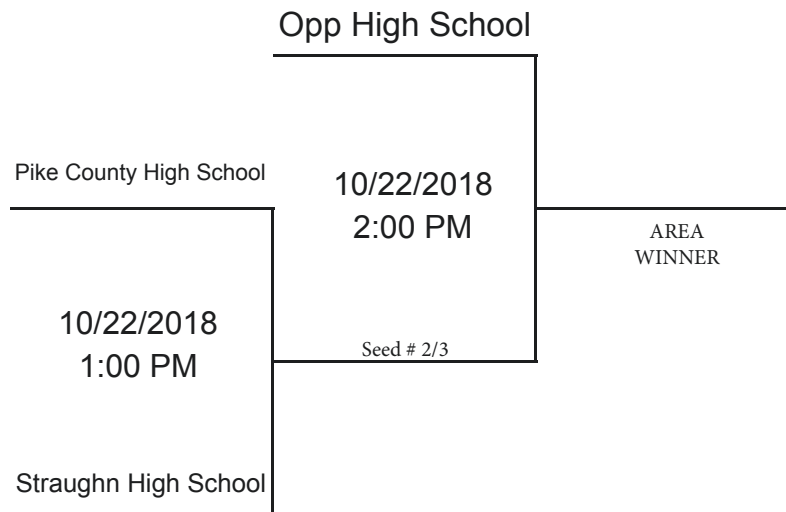 Opp High School
Pike County High School
10/22/2018
2:00 PM
AREA
WINNER
10/22/2018
1:00 PM
Seed # 2/3
Straughn High School